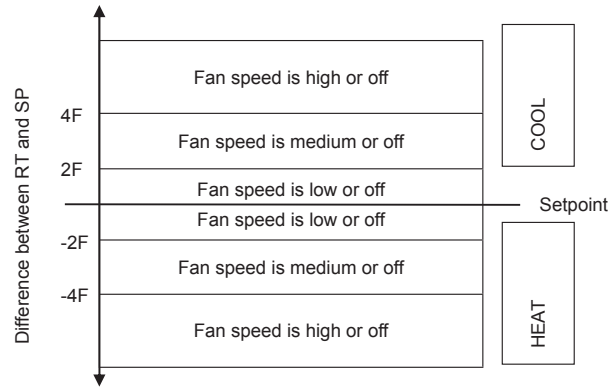 Difference between RT and SP
Fan speed is high or off
4F
Fan speed is medium or off
2F
Fan speed is low or off
Setpoint
Fan speed is low or off
-2F
Fan speed is medium or off
-4F
Fan speed is high or off
COOL
HEAT